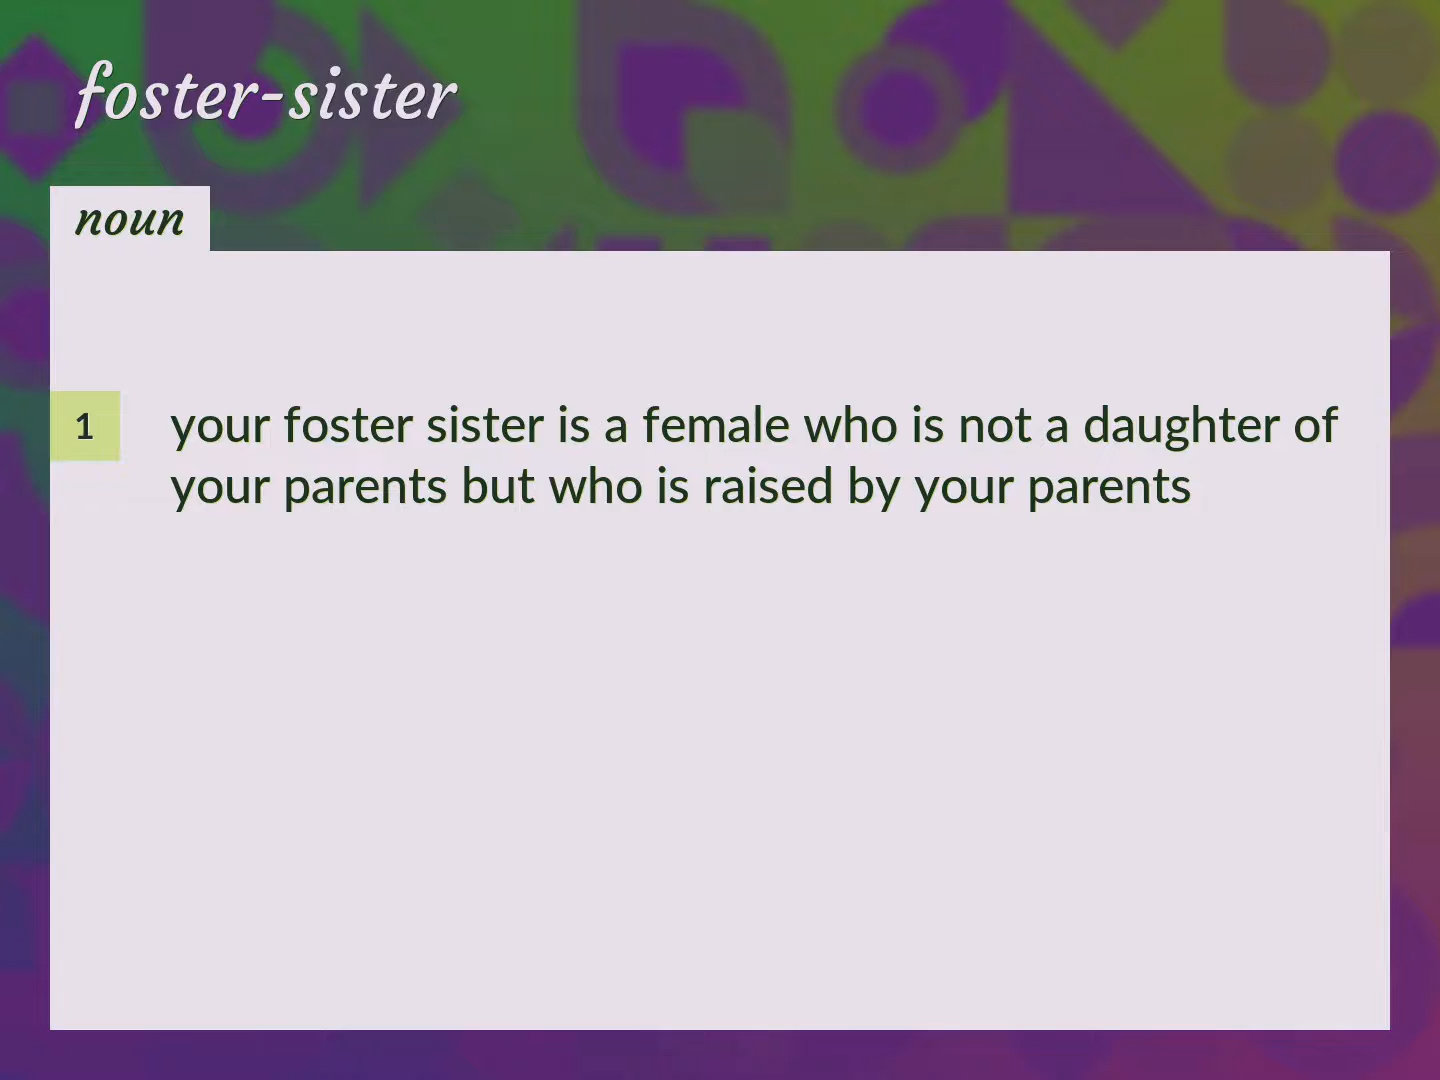 foster-sister
noun
1
your foster sister is a female who is not a daughter of
your parents but who is raised by your parents